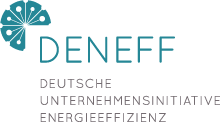 DENEFF
DEUTSCHE
UNTERNEHMENSINITIATIVE
ENERGIEEFFIZIENZ